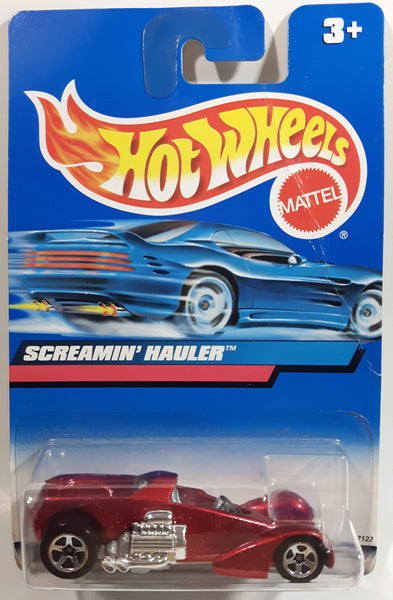 3+
HOT WHEELS
MATTEL
®
SCREAMIN' HAULER™